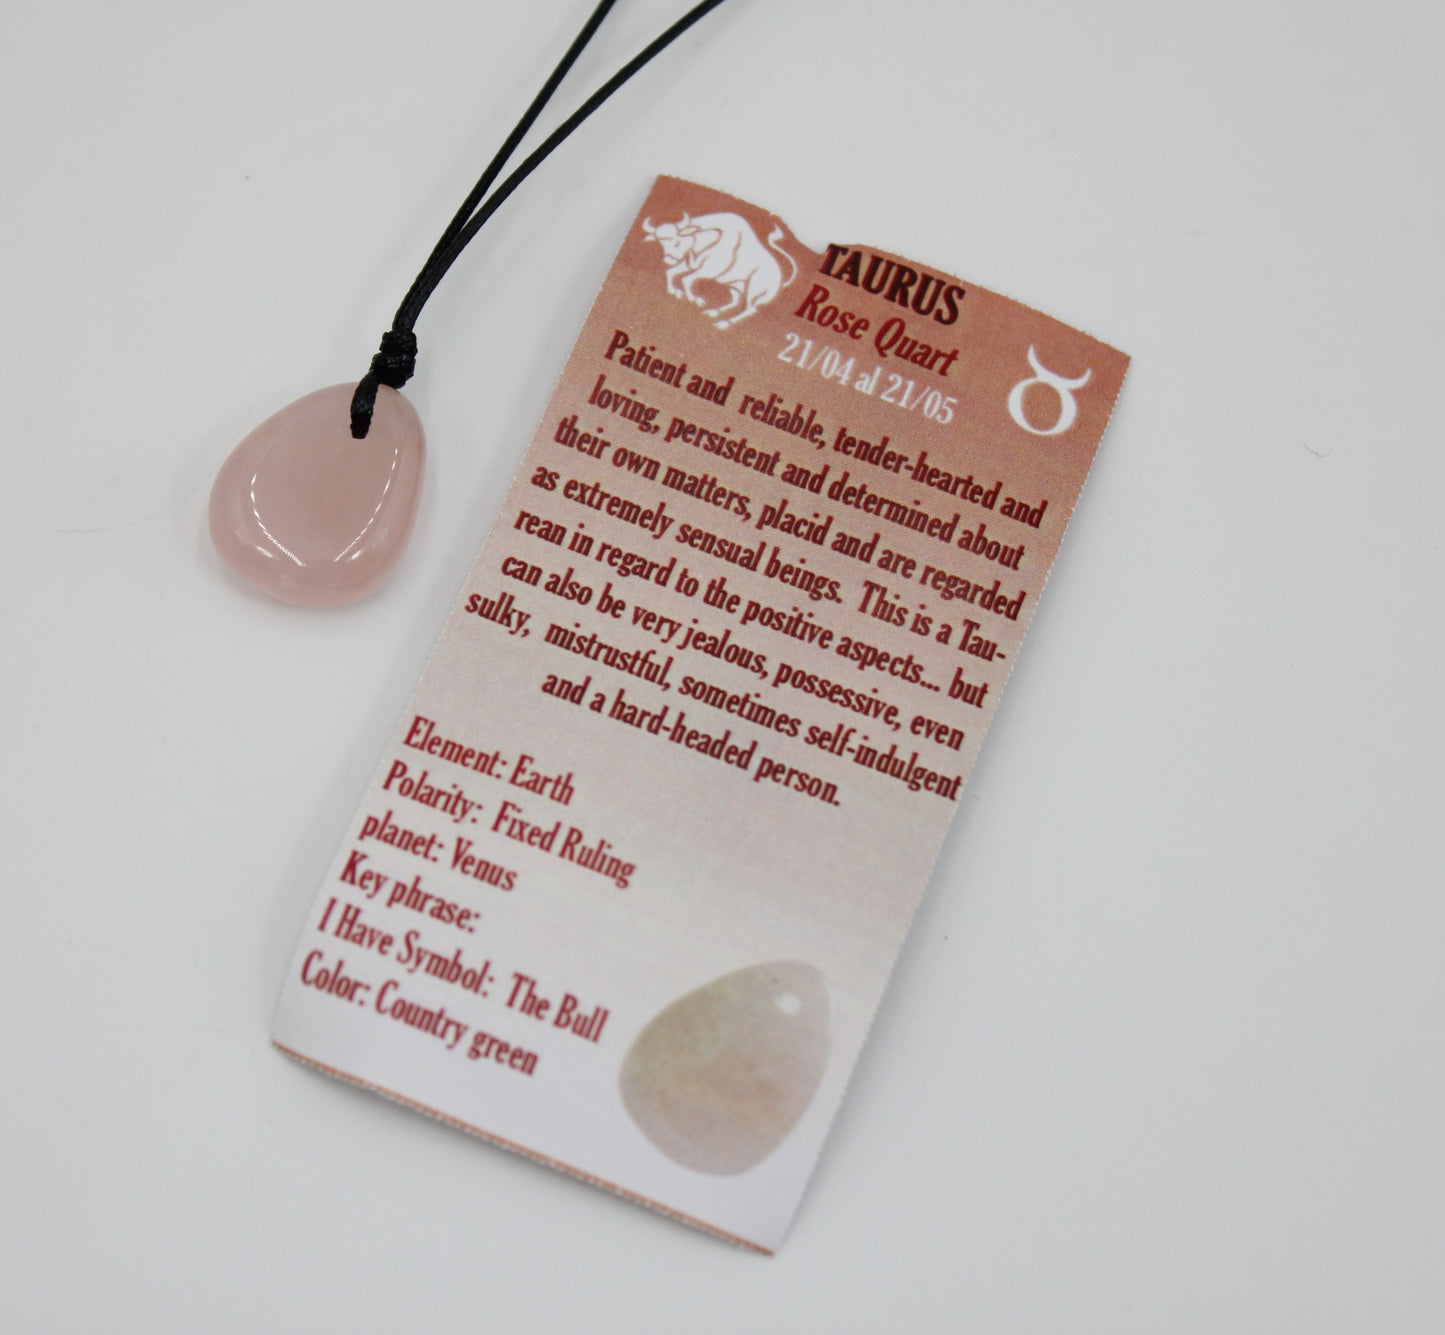 TAURUS
Rose Quart
21/04 al 21/05
Patient and reliable, tender-hearted and
loving, persistent and determined about
their own matters, placid and are regarded
as extremely sensual beings. This is a Tau-
rean in regard to the positive aspects... but
can also be very jealous, possessive, even
sulky, mistrustful, sometimes self-indulgent
and a hard-headed person.
Element: Earth
Polarity: Fixed Ruling
planet: Venus
Key phrase:
I Have Symbol: The Bull
Color: Country green